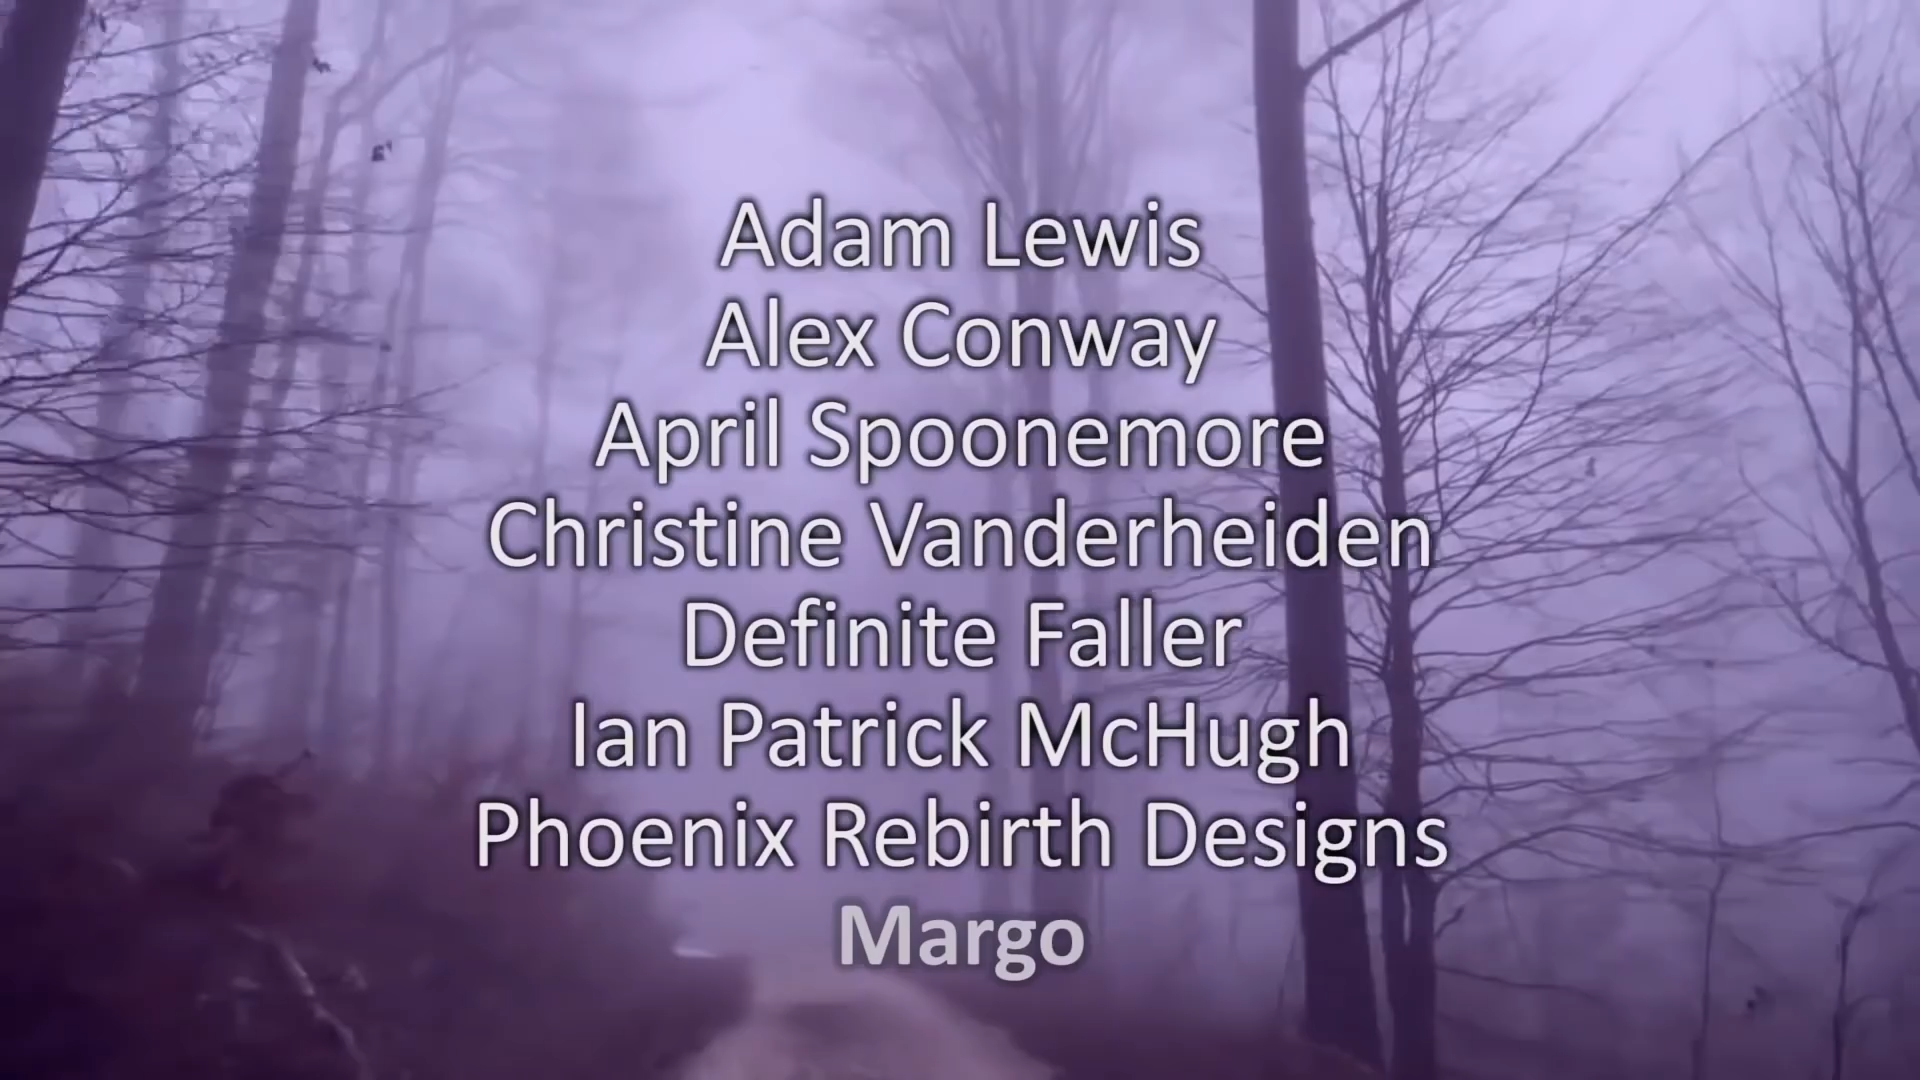 Adam Lewis
Alex Conway
April Spoonemore
Christine Vanderheiden
Definite Faller
Ian Patrick McHugh
Phoenix Rebirth Designs
Margo